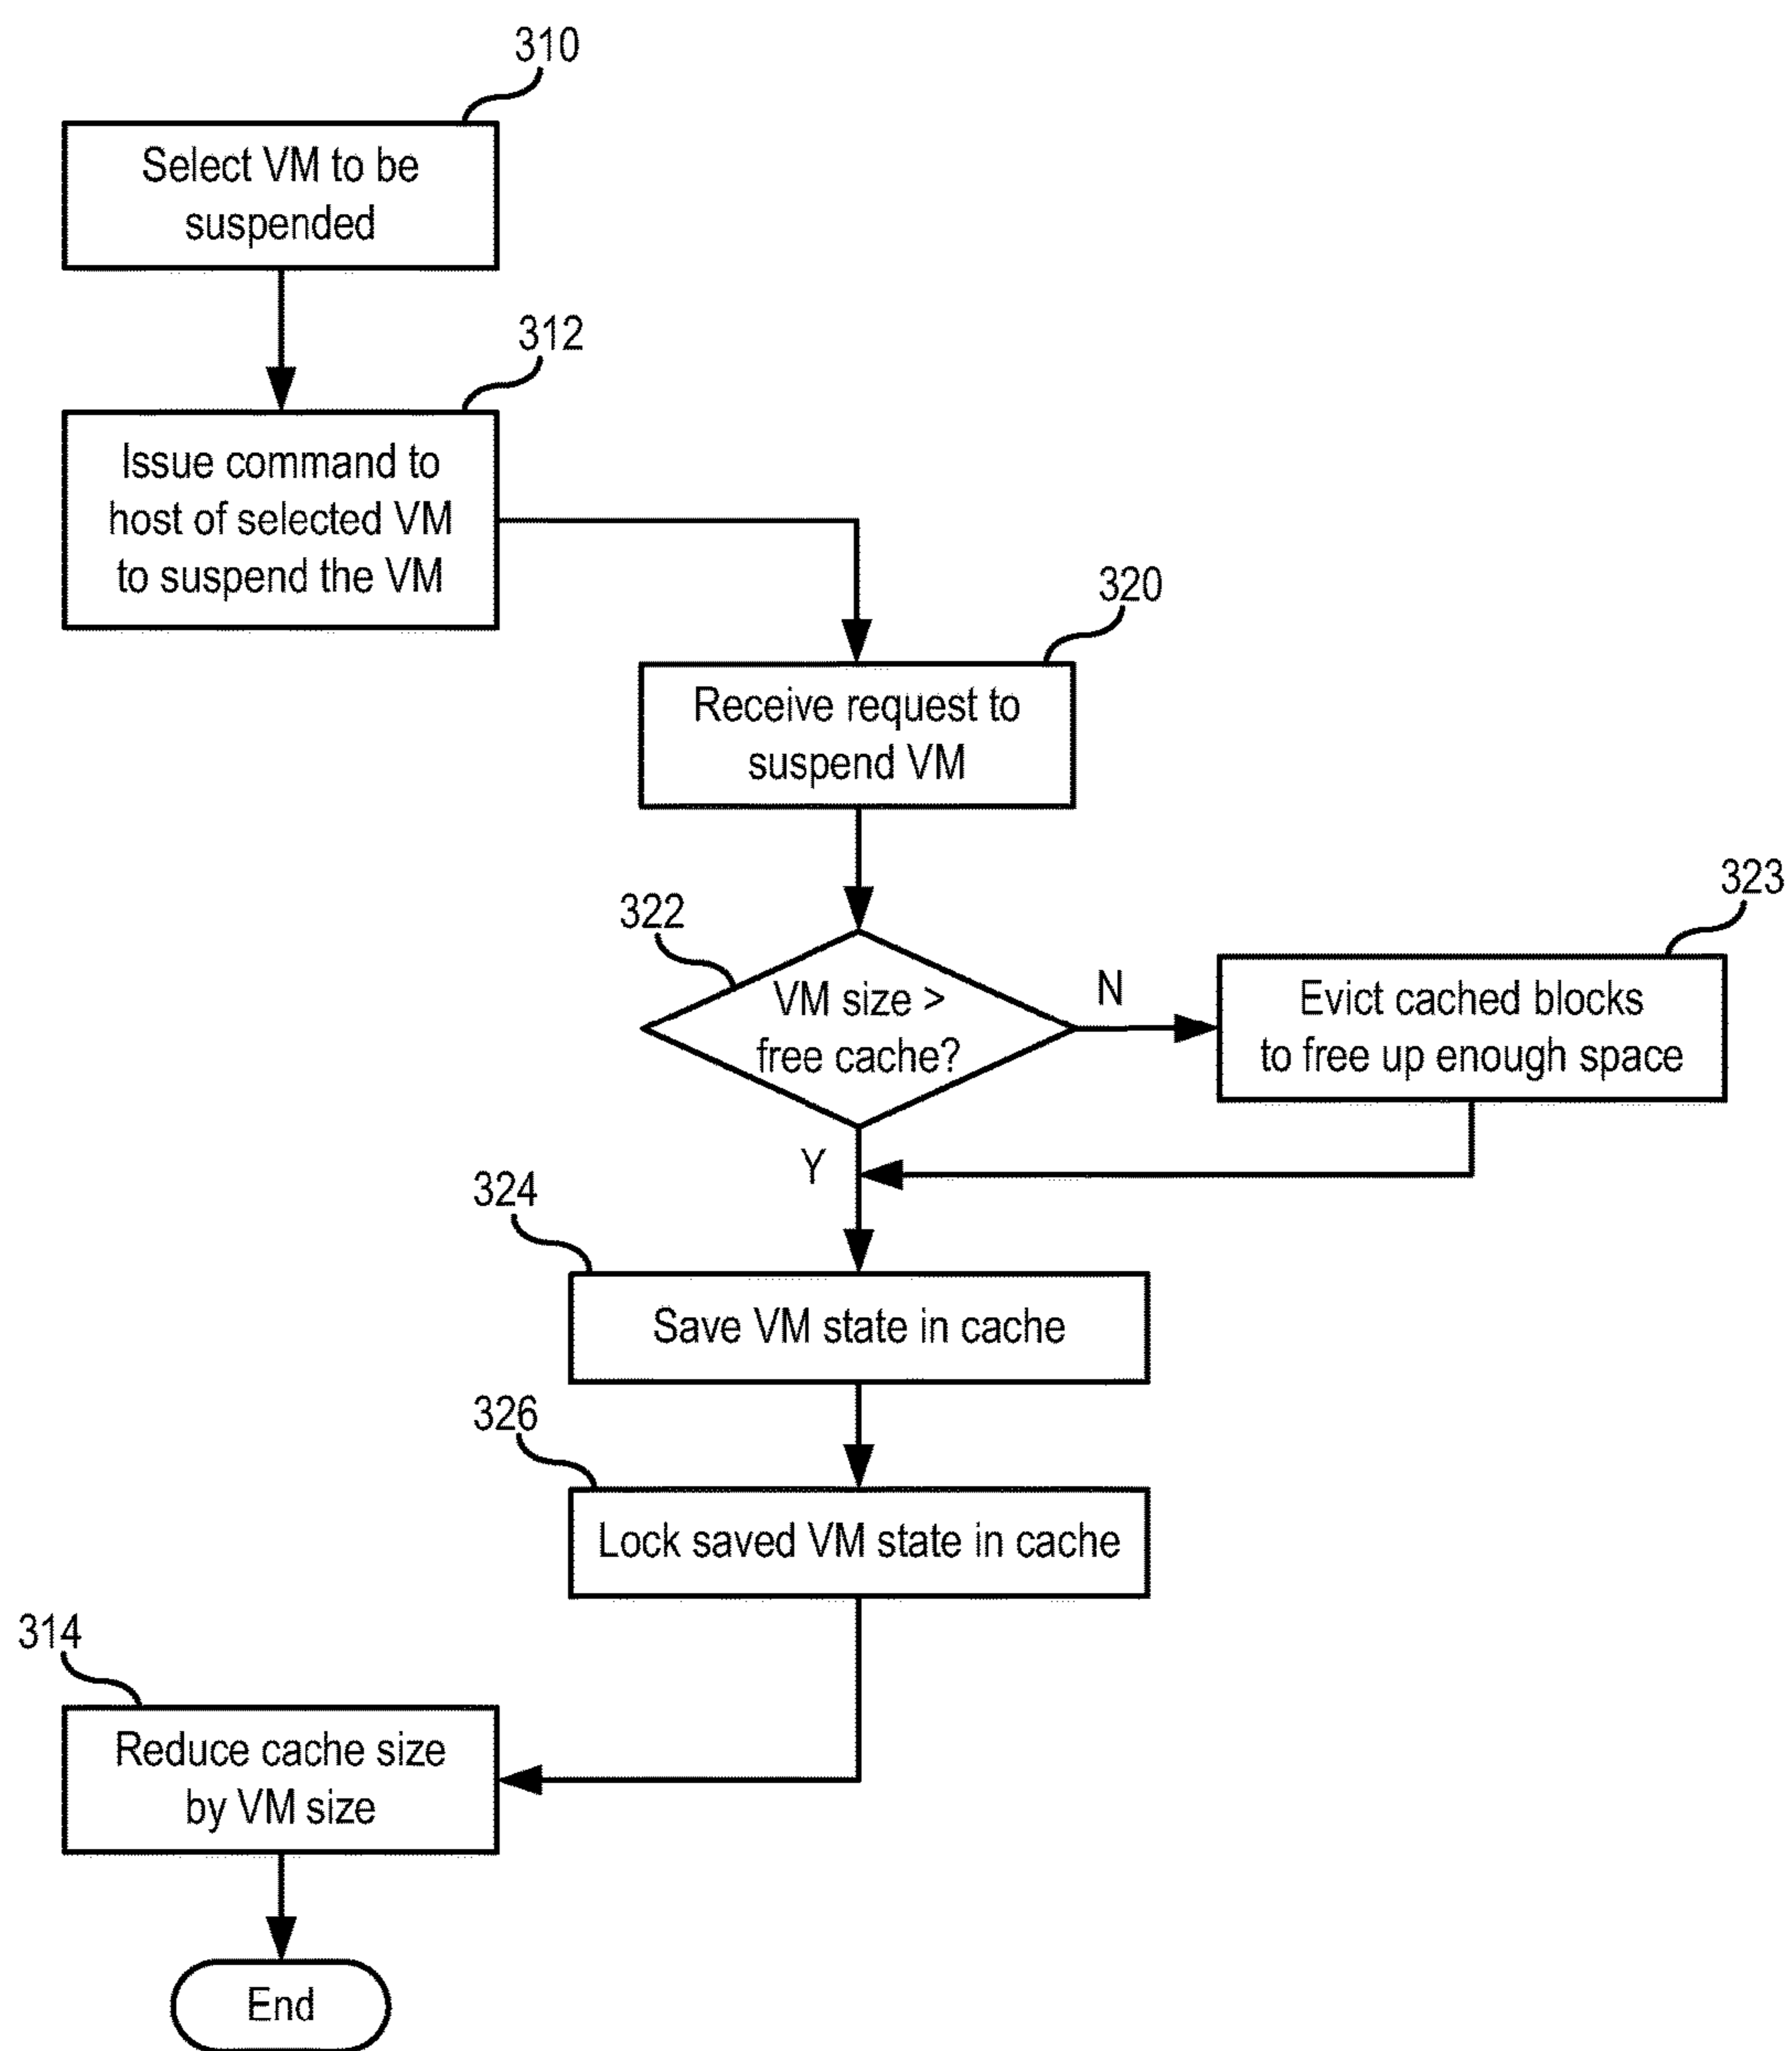 310
Select VM to be
suspended
312
Issue command to
host of selected VM
to suspend the VM
320
Receive request to
suspend VM
322
VM size >
free cache?
N
323
Evict cached blocks
to free up enough space
Y
324
Save VM state in cache
326
Lock saved VM state in cache
314
Reduce cache size
by VM size
End